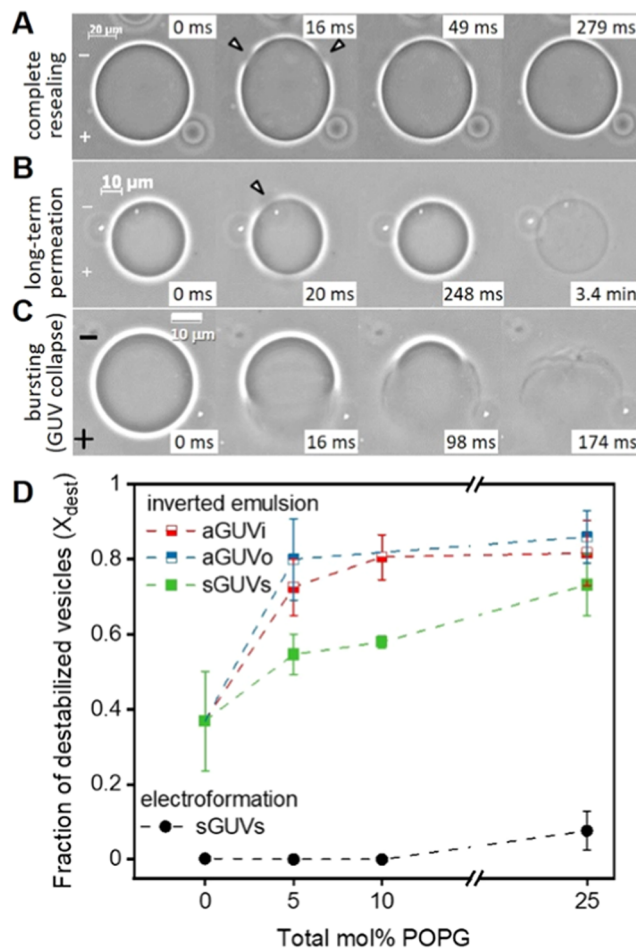 A
complete
resealing
20 µm
−
+
0 ms
16 ms
49 ms
279 ms
B
long-term
permeation
10 µm
−
+
0 ms
20 ms
248 ms
3.4 min
C
bursting
(GUV collapse)
10 µm
−
+
0 ms
16 ms
98 ms
174 ms
D
Fraction of destabilized vesicles (Xdest)
1
0.8
0.6
0.4
0.2
0
inverted emulsion
aGUVi
aGUVo
sGUVs
electroformation
sGUVs
0
5
10
25
Total mol% POPG